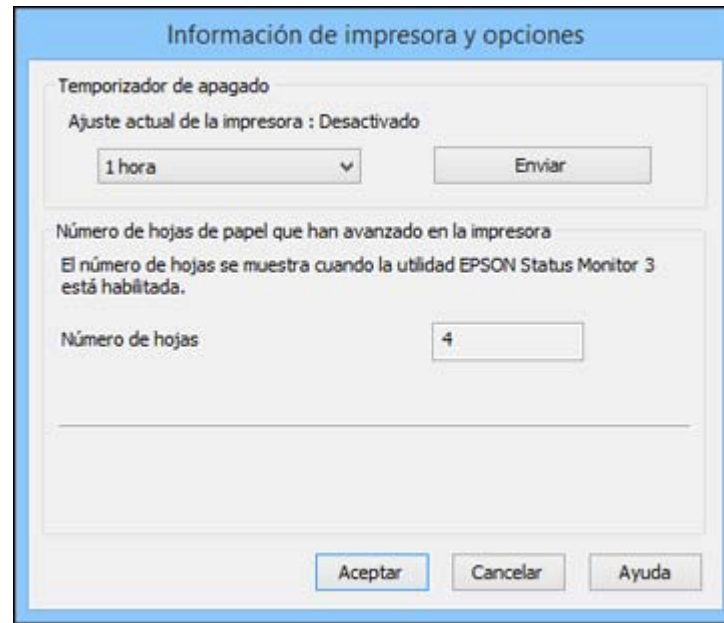 Información de impresora y opciones
Temporizador de apagado
Ajuste actual de la impresora : Desactivado
1 hora
Enviar
Número de hojas de papel que han avanzado en la impresora
El número de hojas se muestra cuando la utilidad EPSON Status Monitor 3
está habilitada.
Número de hojas
4
Aceptar
Cancelar
Ayuda